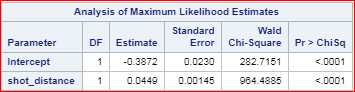 Analysis of Maximum Likelihood Estimates
Parameter DF Estimate Standard Error Wald Chi-Square Pr > ChiSq
Intercept 1 -0.3872 0.0230 282.7151 <.0001
shot_distance 1 0.0449 0.00145 964.4885 <.0001